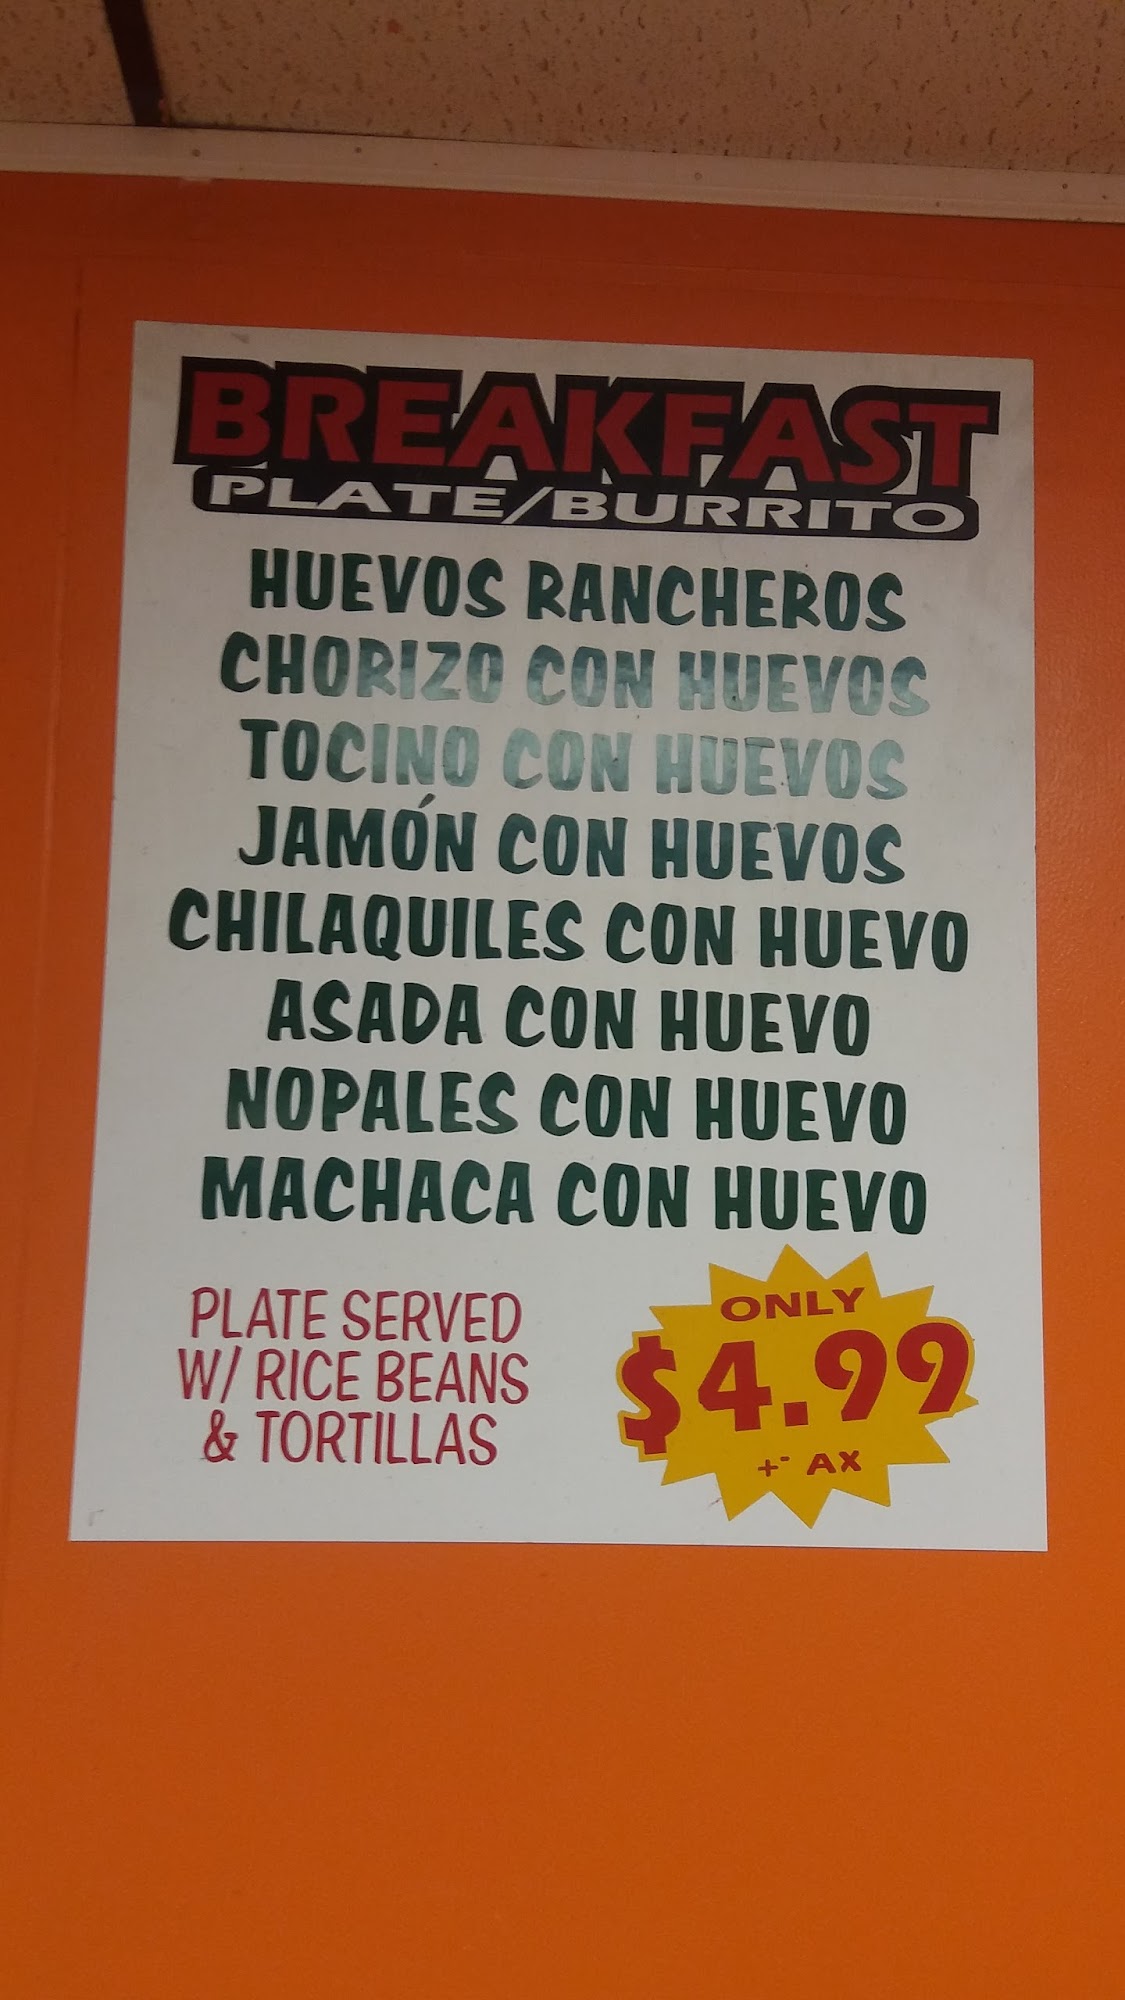 BREAKFAST
PLATE/BURRITO
HUEVOS RANCHEROS
CHORIZO CON HUEVOS
TOCINO CON HUEVOS
JAMÓN CON HUEVOS
CHILAQUILES CON HUEVO
ASADA CON HUEVO
NOPALES CON HUEVO
MACHACA CON HUEVO
PLATE SERVED
W/ RICE BEANS
& TORTILLAS
ONLY
$4.99
+- AX